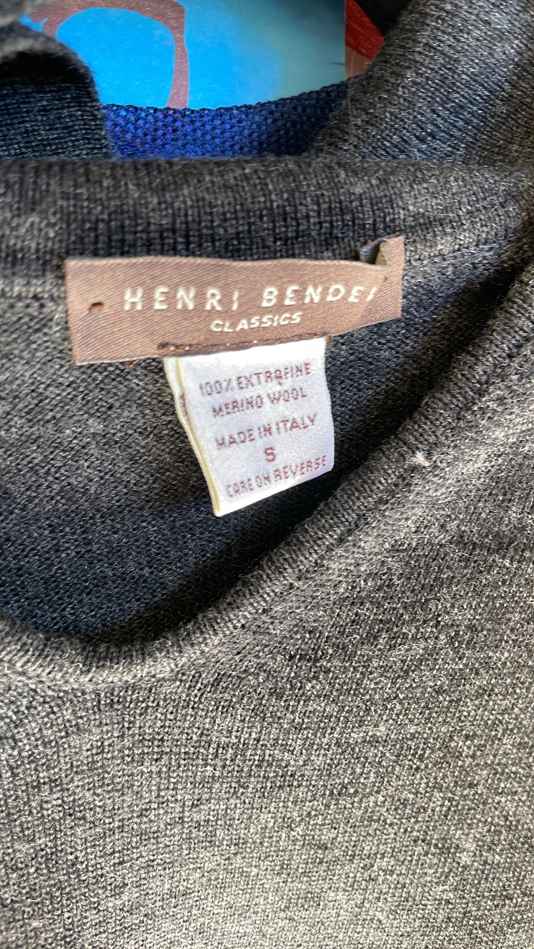 HENRI BENDEL
CLASSICS
100% EXTRAFINE
MERINO WOOL
MADE IN ITALY
S
CARE ON REVERSE